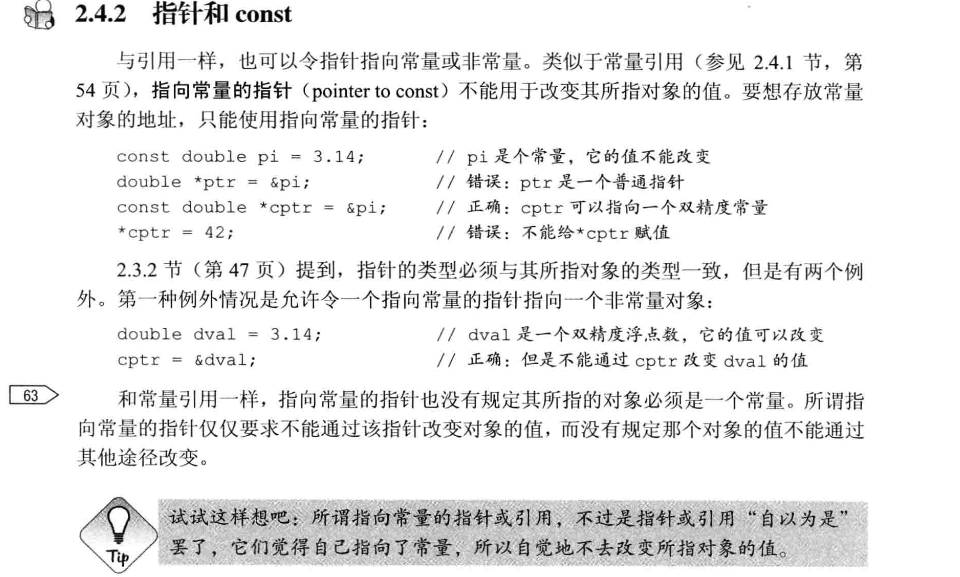 2.4.2 指针和 const
与引用一样，也可以令指针指向常量或非常量。类似于常量引用（参见 2.4.1 节，第
54 页），指向常量的指针（pointer to const）不能用于改变其所指对象的值。要想存放常量
对象的地址，只能使用指向常量的指针：
const double pi = 3.14; // pi 是个常量，它的值不能改变
double *ptr = &pi; // 错误：ptr 是一个普通指针
const double *cptr = &pi; // 正确：cptr 可以指向一个双精度常量
*cptr = 42; // 错误：不能给*cptr 赋值
2.3.2 节（第 47 页）提到，指针的类型必须与其所指对象的类型一致，但是有两个例
外。第一种例外情况是允许令一个指向常量的指针指向一个非常量对象：
double dval = 3.14; // dval 是一个双精度浮点数，它的值可以改变
cptr = &dval; // 正确：但是不能通过 cptr 改变 dval 的值
63
和常量引用一样，指向常量的指针也没有规定其所指的对象必须是一个常量。所谓指
向常量的指针仅仅要求不能通过该指针改变对象的值，而没有规定那个对象的值不能通过
其他途径改变。
Tip
试试这样想吧：所谓指向常量的指针或引用，不过是指针或引用“自以为是”
罢了，它们觉得自己指向了常量，所以自觉地不去改变所指对象的值。